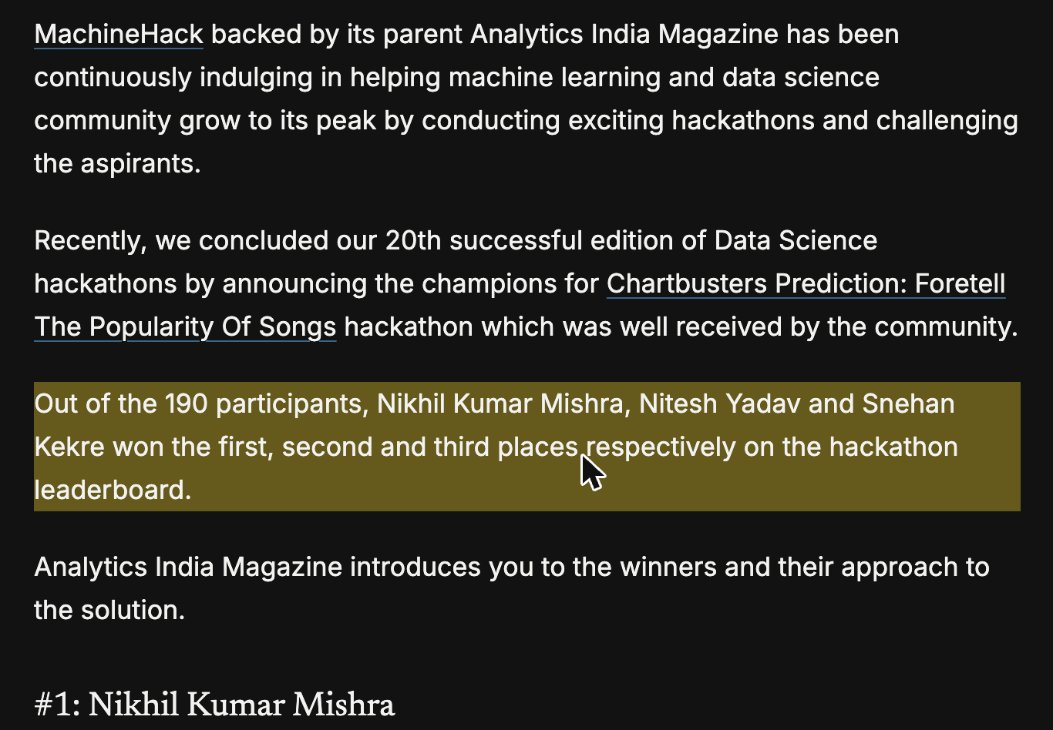 MachineHack backed by its parent Analytics India Magazine has been
continuously indulging in helping machine learning and data science
community grow to its peak by conducting exciting hackathons and challenging
the aspirants.
Recently, we concluded our 20th successful edition of Data Science
hackathons by announcing the champions for Chartbusters Prediction: Foretell
The Popularity Of Songs hackathon which was well received by the community.
Out of the 190 participants, Nikhil Kumar Mishra, Nitesh Yadav and Snehan
Kekre won the first, second and third places respectively on the hackathon
leaderboard.
Analytics India Magazine introduces you to the winners and their approach to
the solution.
#1: Nikhil Kumar Mishra